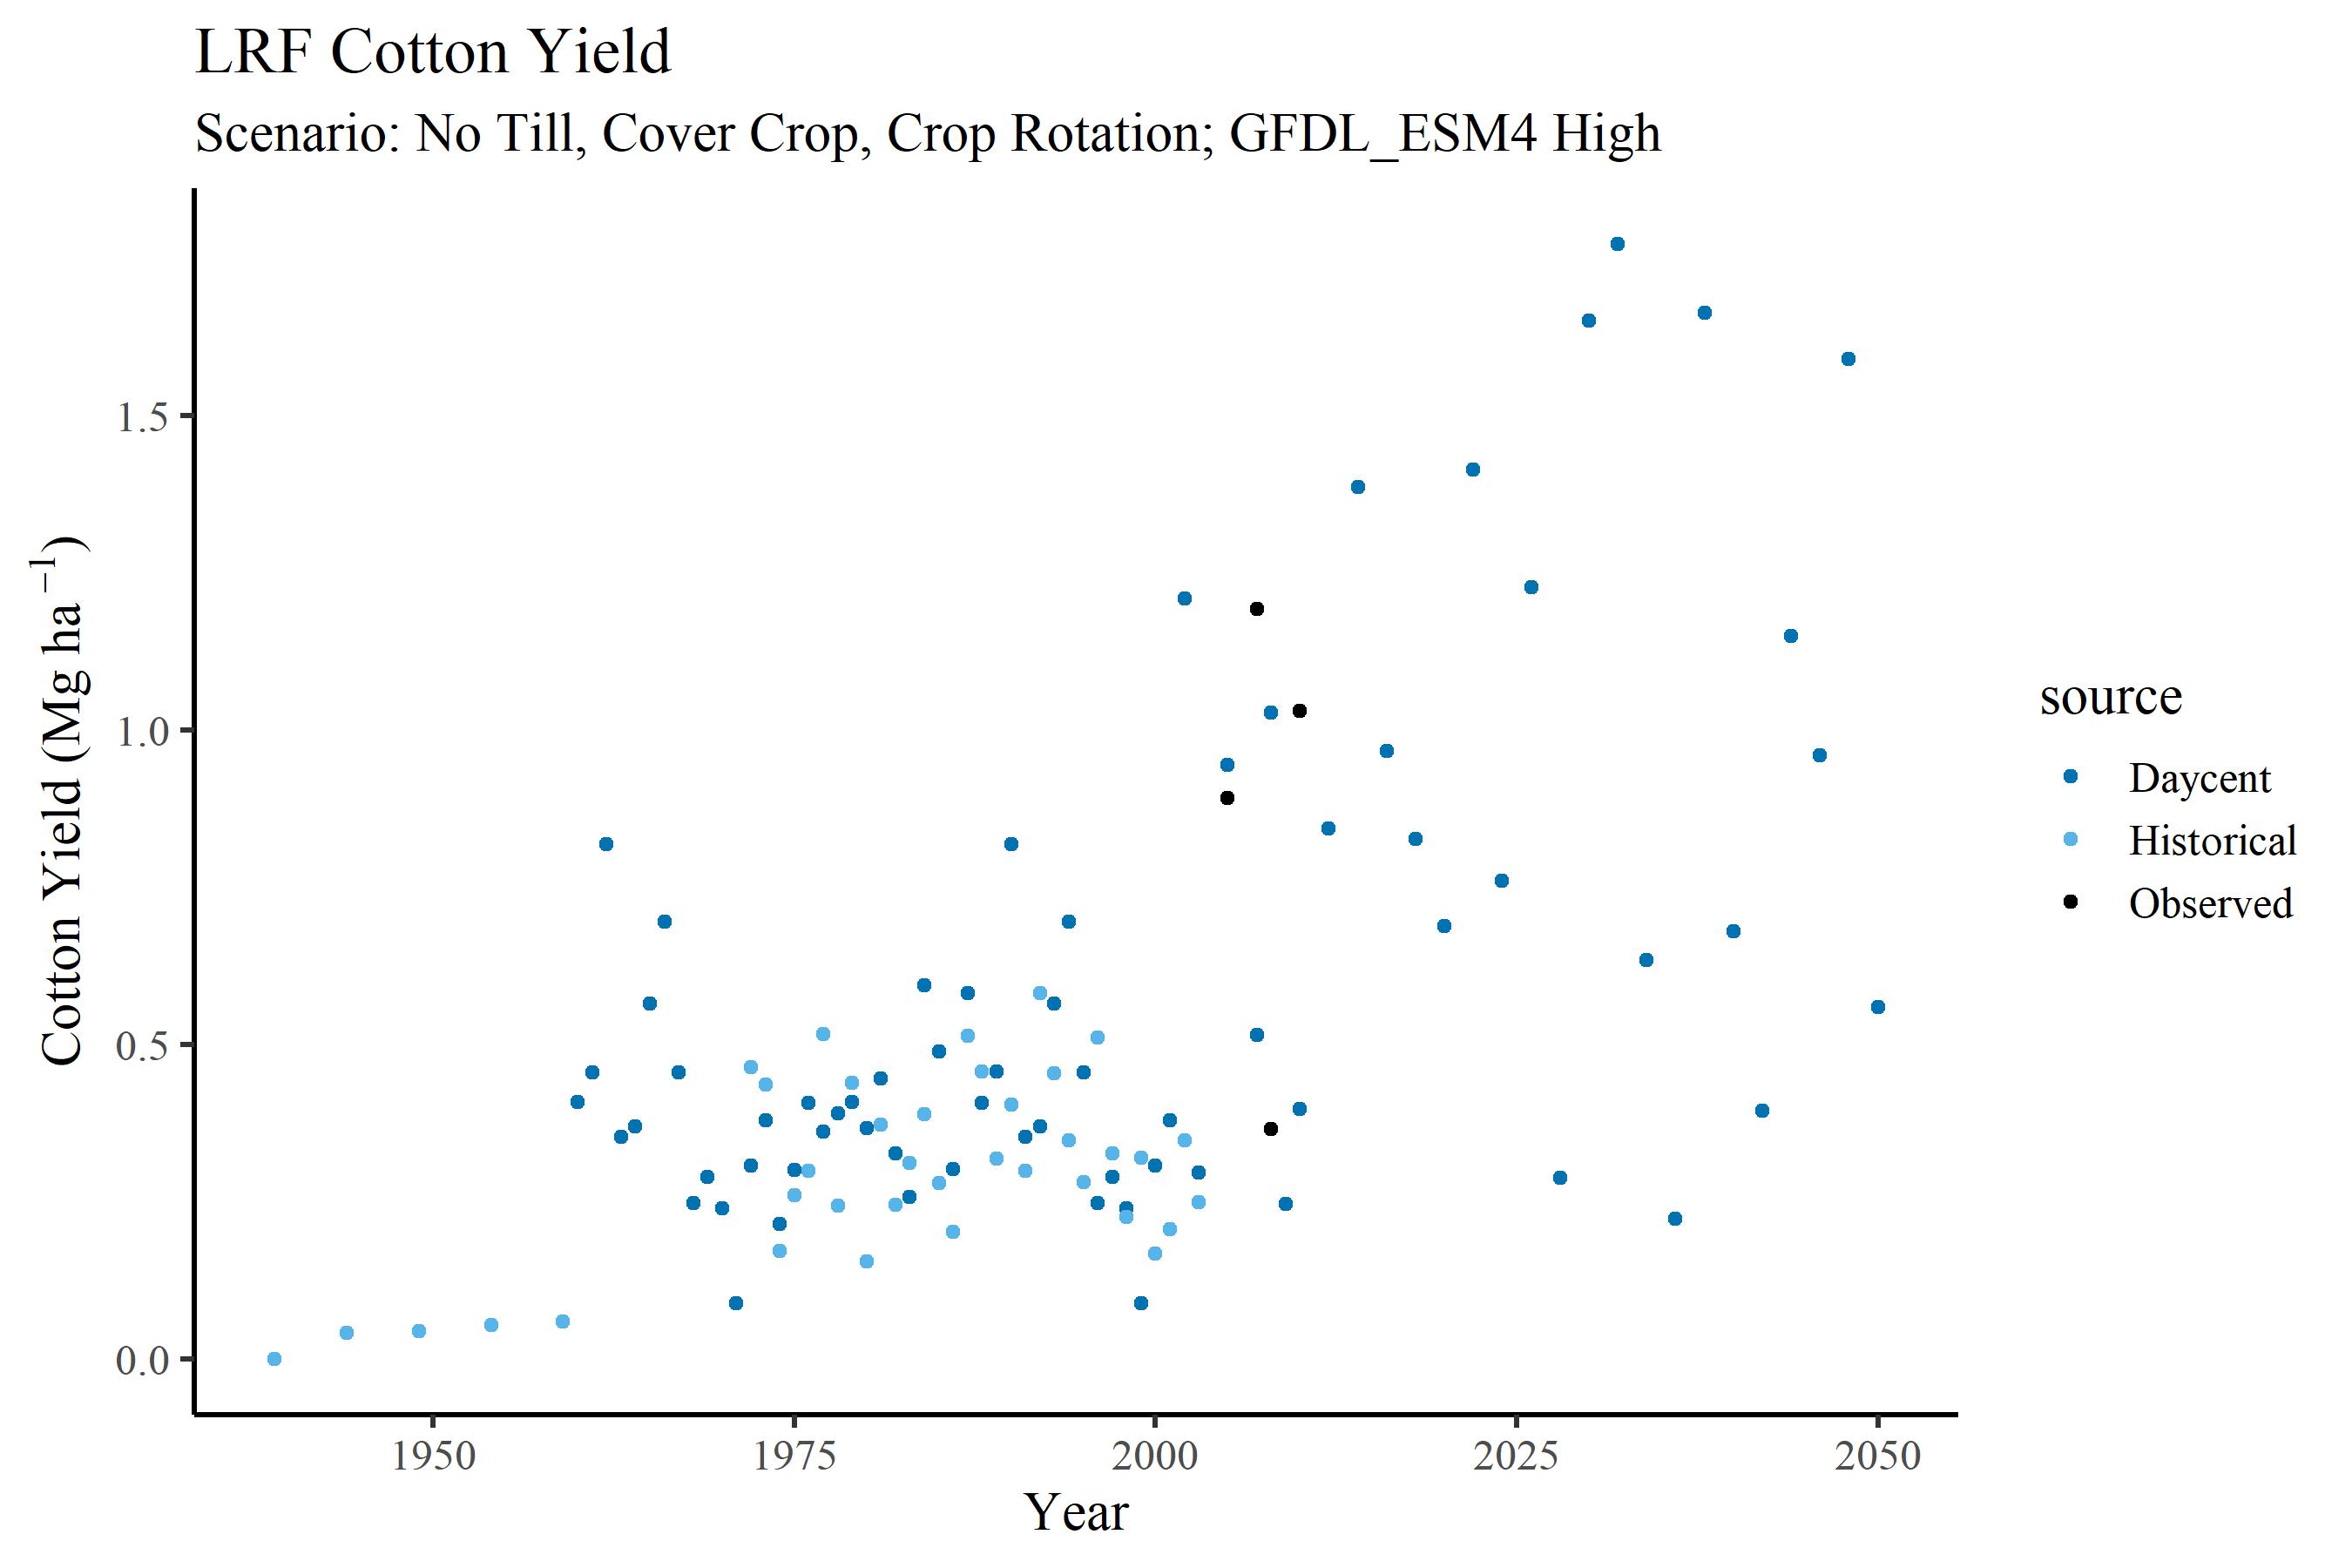 LRF Cotton Yield
Scenario: No Till, Cover Crop, Crop Rotation; GFDL_ESM4 High
Cotton Yield (Mg ha⁻¹)
1.5
1.0
0.5
0.0
1950 1975 2000 2025 2050
Year
source
Daycent
Historical
Observed